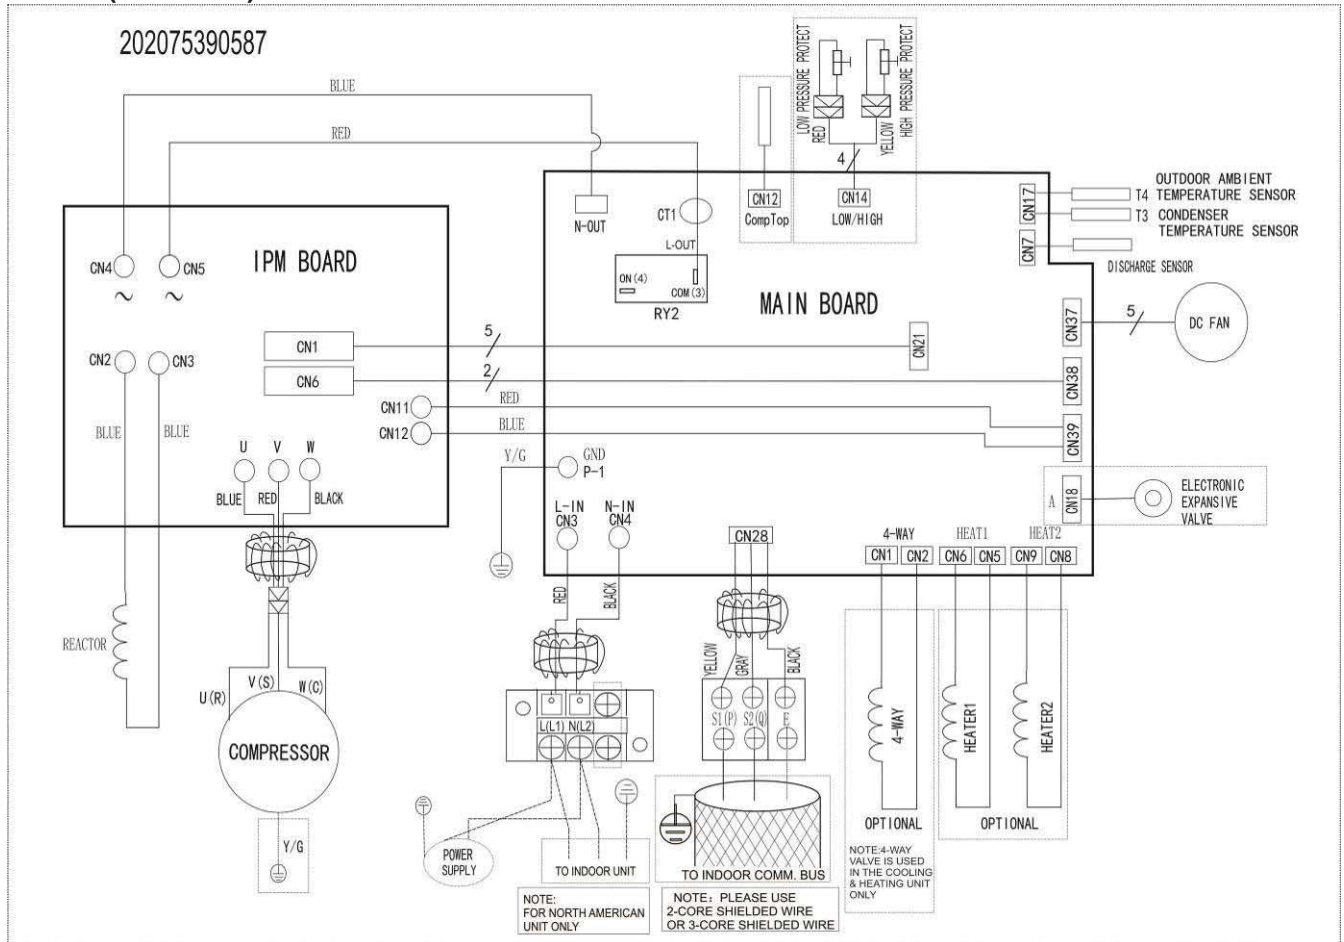 202075390587
BLUE
RED
LOW PRESSURE PROTECT
HIGH PRESSURE PROTECT
RED
YELLOW
4
CN12
CompTop
CN14
LOW/HIGH
CN17
T4
OUTDOOR AMBIENT
TEMPERATURE SENSOR
T3
CONDENSER
TEMPERATURE SENSOR
CN7
DISCHARGE SENSOR
N-OUT
CT1
L-OUT
ON(4)
COM(3)
RY2
IPM BOARD
MAIN BOARD
CN4
CN5
~
~
CN37
5
DC FAN
CN1
5
CN21
CN2
CN3
CN6
2
CN38
CN11
RED
CN12
BLUE
CN39
BLUE
BLUE
Y/G
GND
P-1
U
V
W
BLUE
RED
BLACK
A
CN18
ELECTRONIC
EXPANSIVE
VALVE
L-IN
CN3
N-IN
CN4
CN28
4-WAY
HEAT1
HEAT2
CN1
CN2
CN6
CN5
CN9
CN8
RED
BLACK
REACTOR
YELLOW
GRAY
BLACK
U(R)
V(S)
W(C)
COMPRESSOR
L(L1)
N(L2)
S1(P)
S2(Q)
E
4-WAY
HEATER1
HEATER2
OPTIONAL
OPTIONAL
Y/G
POWER
SUPPLY
TO INDOOR UNIT
TO INDOOR COMM. BUS
NOTE:4-WAY
VALVE IS USED
IN THE COOLING
& HEATING UNIT
ONLY
NOTE:
FOR NORTH AMERICAN
UNIT ONLY
NOTE: PLEASE USE
2-CORE SHIELDED WIRE
OR 3-CORE SHIELDED WIRE